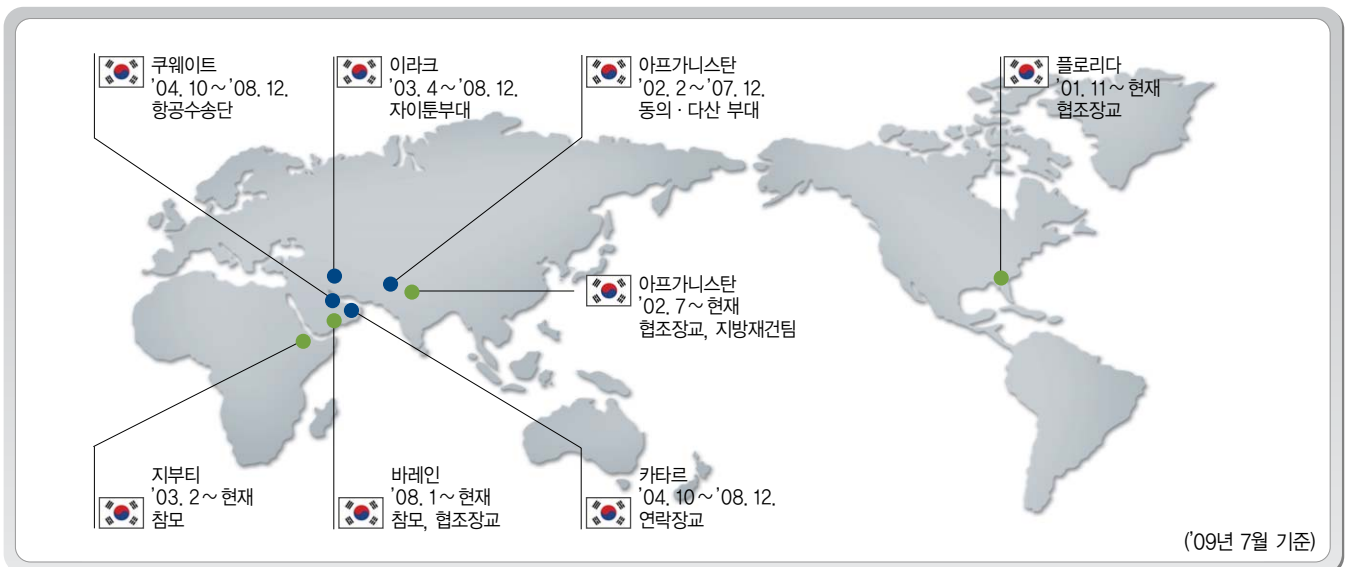 쿠웨이트
’04. 10~’08. 12.
항공수송단
이라크
’03. 4~’08. 12.
자이툰부대
아프가니스탄
’02. 2~’07. 12.
동의 · 다산 부대
플로리다
’01. 11~현재
협조장교
아프가니스탄
’02. 7~현재
협조장교, 지방재건팀
지부티
’03. 2~현재
참모
바레인
’08. 1~현재
참모, 협조장교
카타르
’04. 10~’08. 12.
연락장교
(’09년 7월 기준)